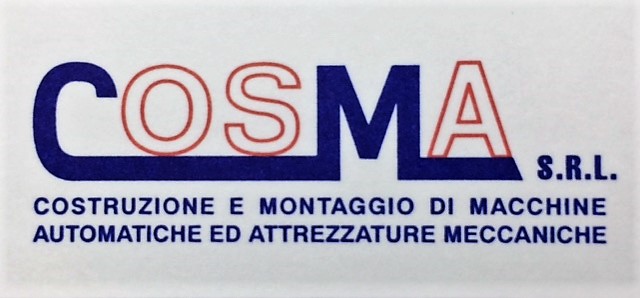 COSMA S.R.L.
COSTRUZIONE E MONTAGGIO DI MACCHINE
AUTOMATICHE ED ATTREZZATURE MECCANICHE